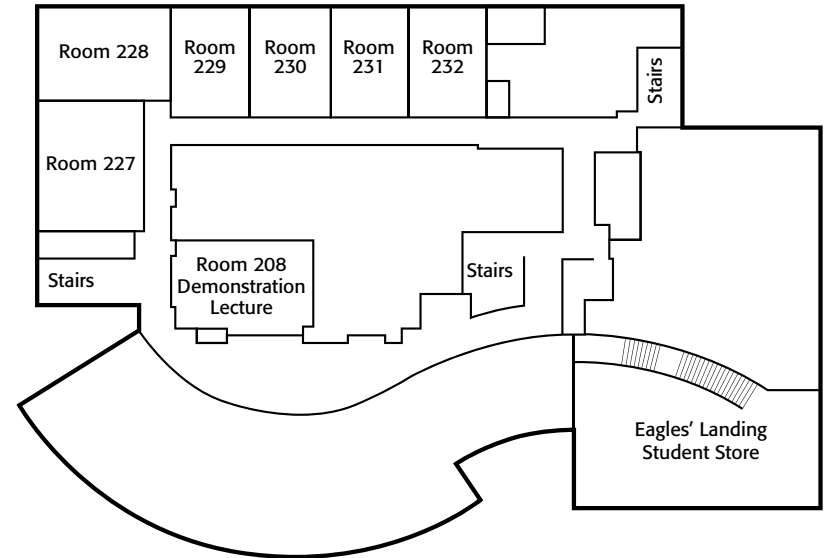 Room 228
Room
229
Room
230
Room
231
Room
232
Stairs
Room 227
Room 208
Demonstration
Lecture
Stairs
Stairs
Eagles’ Landing
Student Store